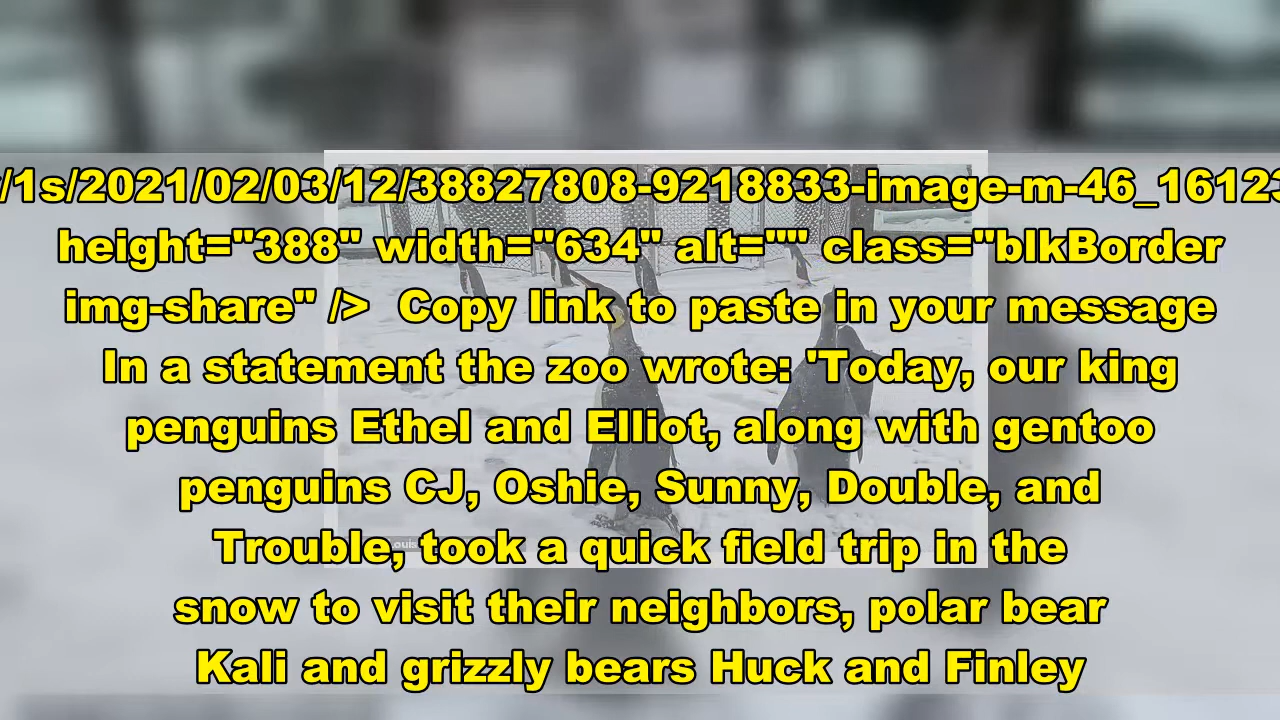 /1s/2021/02/03/12/38827808-9218833-image-m-46_16123
height="388" width="634" alt="" class="blkBorder
img-share" /> Copy link to paste in your message
In a statement the zoo wrote: 'Today, our king
penguins Ethel and Elliot, along with gentoo
penguins CJ, Oshie, Sunny, Double, and
Trouble, took a quick field trip in the
snow to visit their neighbors, polar bear
Kali and grizzly bears Huck and Finley